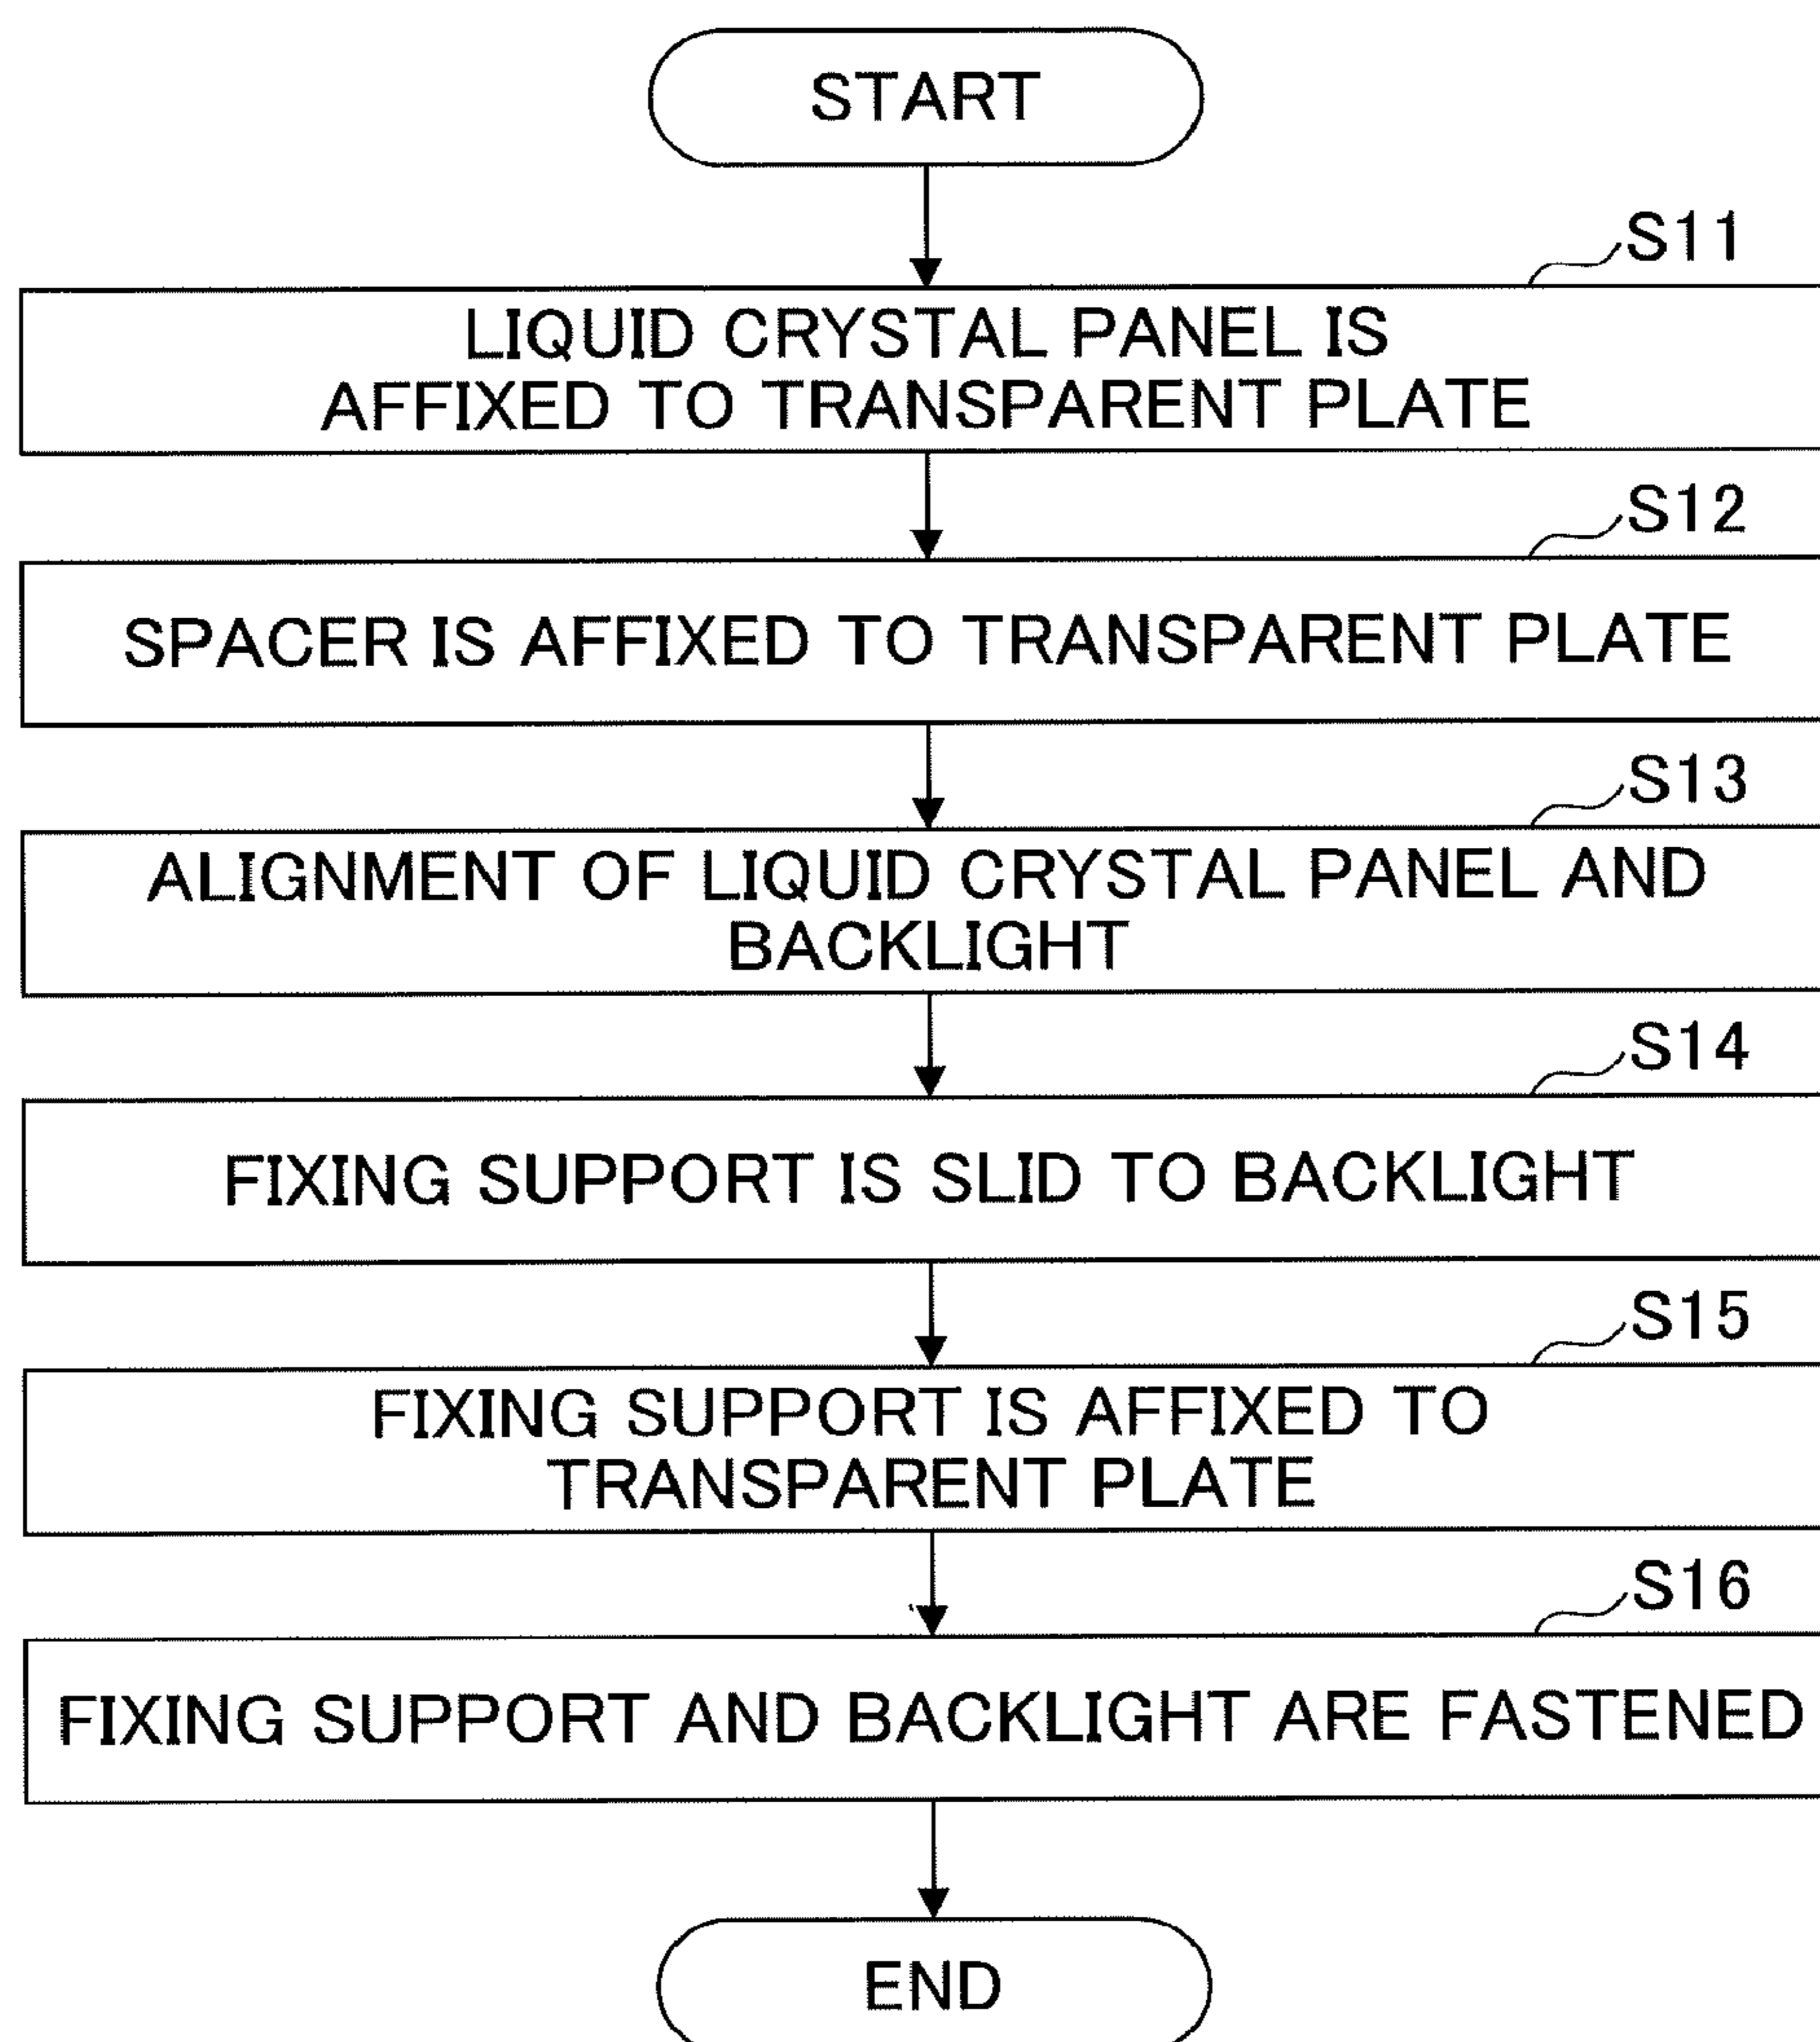 START
S11
LIQUID CRYSTAL PANEL IS
AFFIXED TO TRANSPARENT PLATE
S12
SPACER IS AFFIXED TO TRANSPARENT PLATE
S13
ALIGNMENT OF LIQUID CRYSTAL PANEL AND
BACKLIGHT
S14
FIXING SUPPORT IS SLID TO BACKLIGHT
S15
FIXING SUPPORT IS AFFIXED TO
TRANSPARENT PLATE
S16
FIXING SUPPORT AND BACKLIGHT ARE FASTENED
END